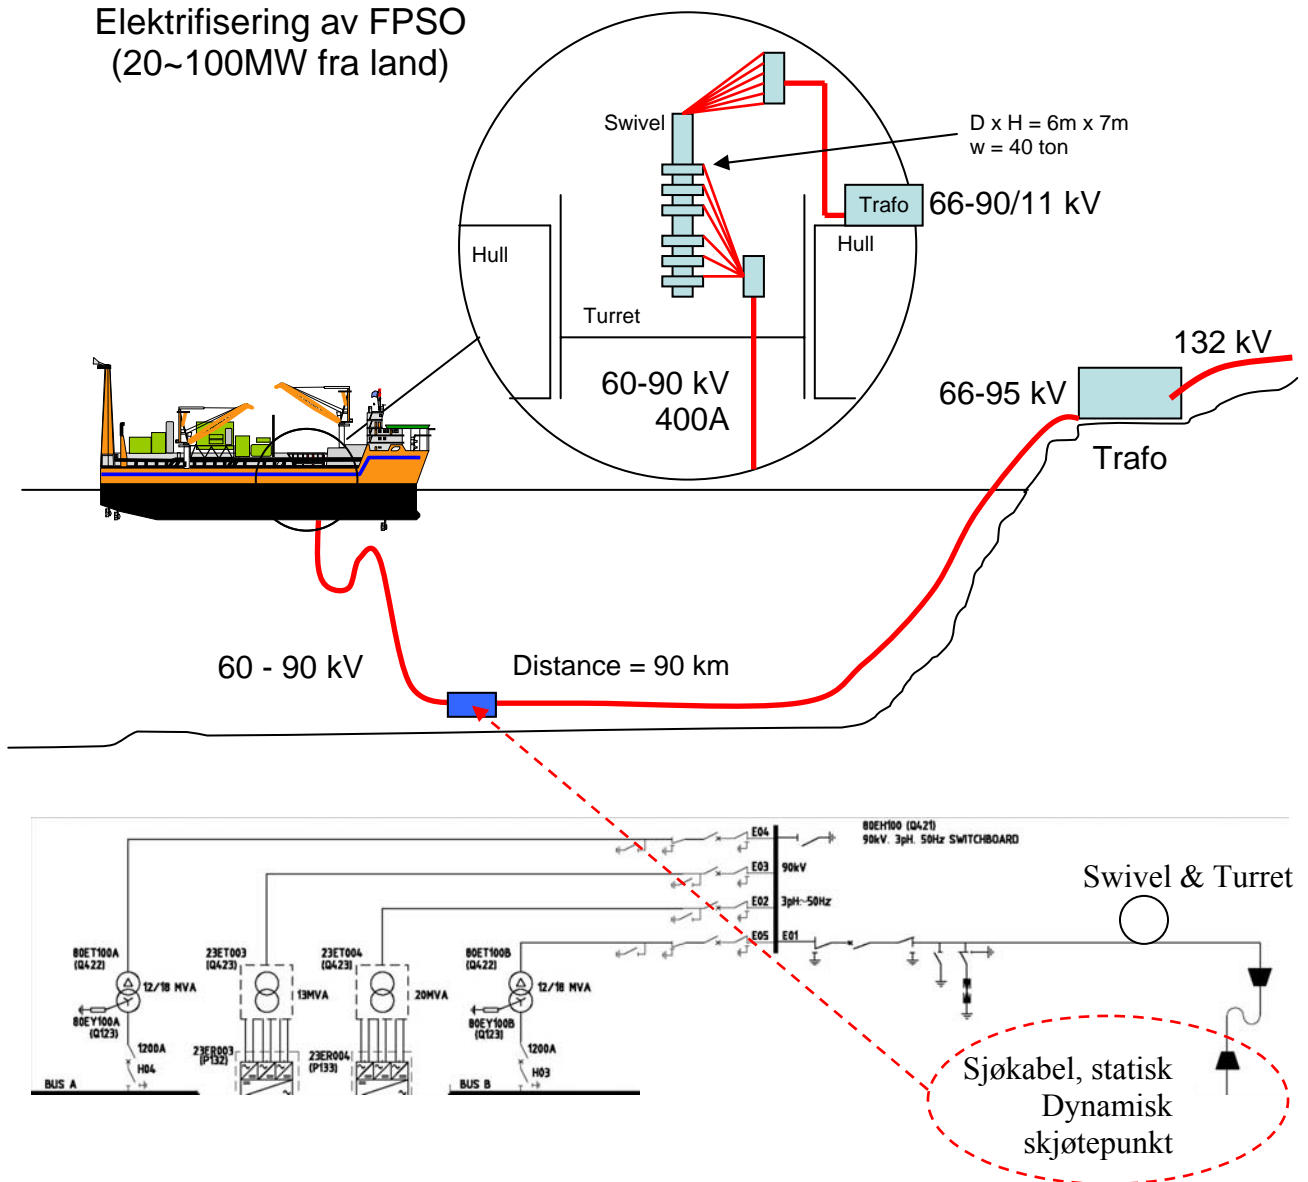 Elektrifisering av FPSO
(20~100MW fra land)
Swivel
D x H = 6m x 7m
w = 40 ton
Trafo
66-90/11 kV
Hull
Hull
Turret
60-90 kV
400A
132 kV
66-95 kV
Trafo
60 - 90 kV
Distance = 90 km
E04
80EH100 (Q421)
90kV. 3pH. 50Hz SWITCHBOARD
E03
90kV
E02
3pH.~50Hz
E05
E01
Swivel & Turret
80ET100A
(Q422)
12/18 MVA
80EY100A
(Q123)
1200A
H04
BUS A
23ET003
(Q423)
13MVA
23ER003
(P132)
23ET004
(Q423)
20MVA
23ER004
(P133)
80ET100B
(Q422)
12/18 MVA
80EY100B
(Q123)
1200A
H03
BUS B
Sjøkabel, statisk
Dynamisk
skjøtepunkt